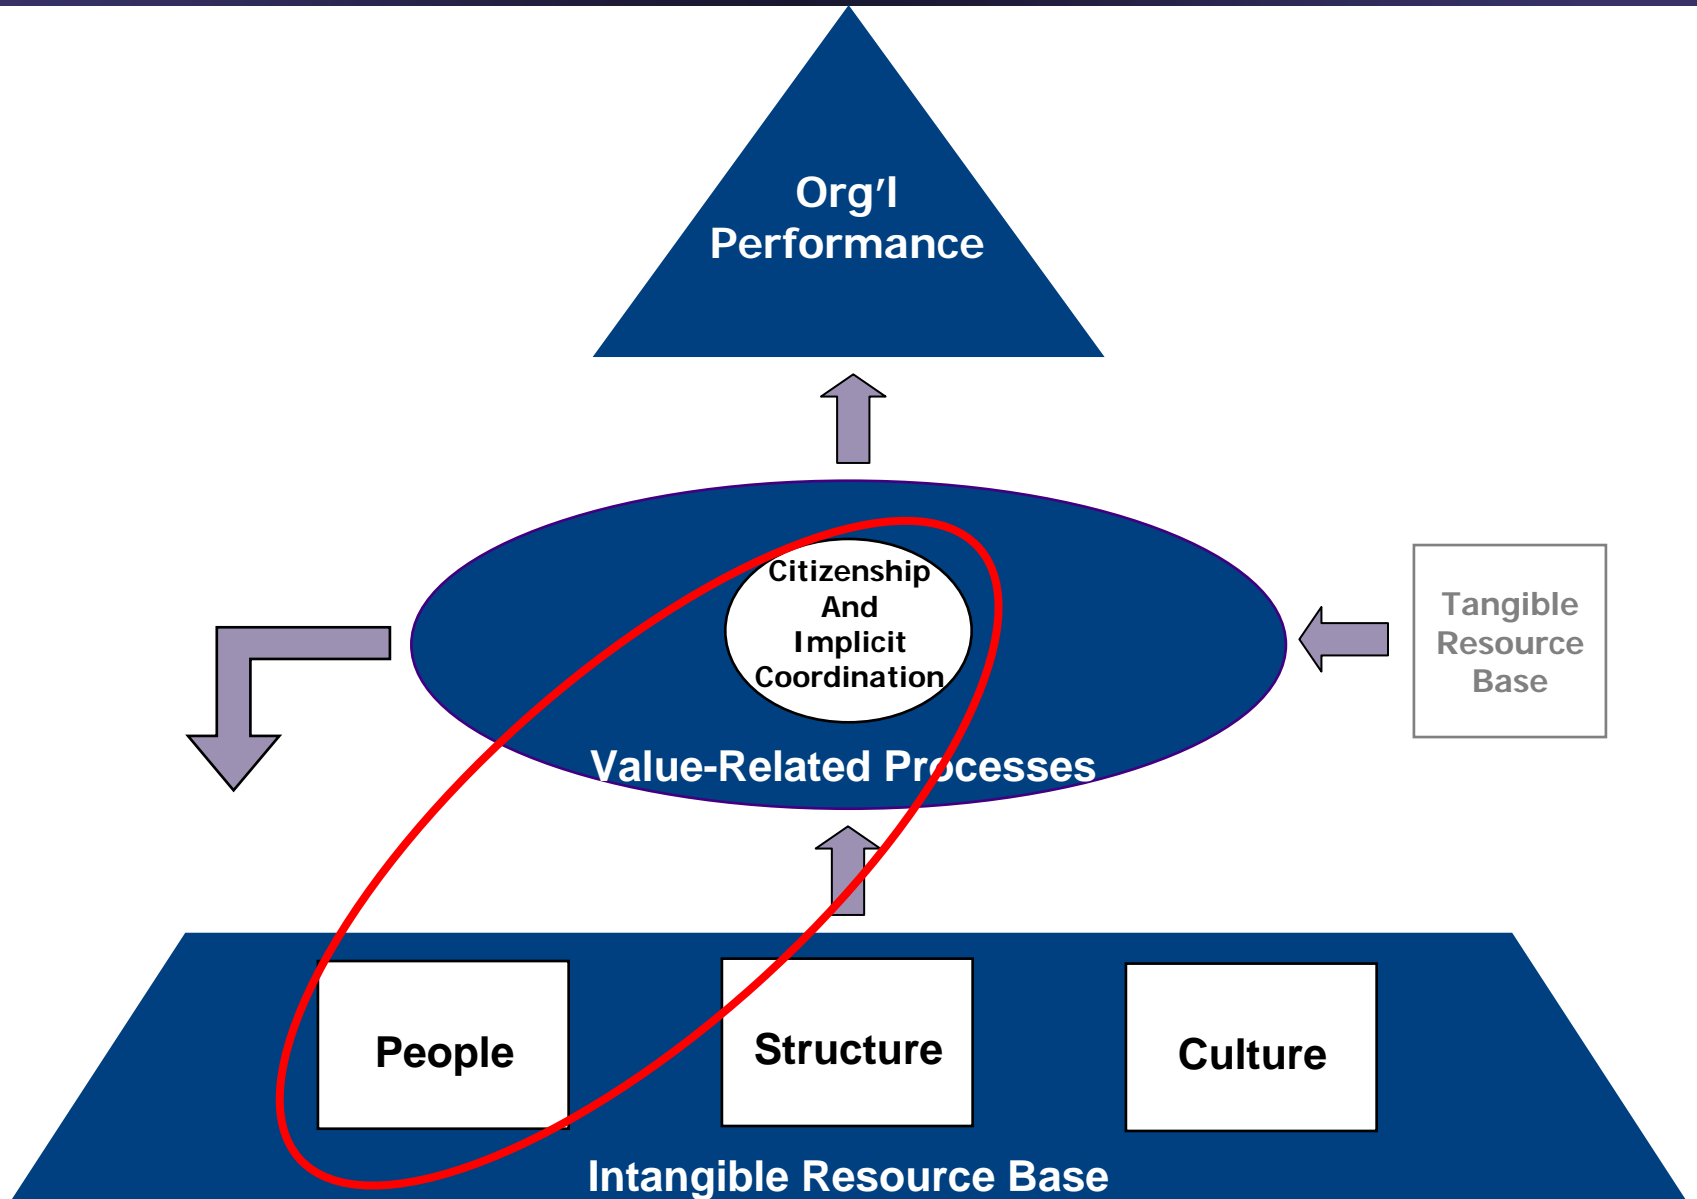 Org’l
Performance
Citizenship
And
Implicit
Coordination
Tangible
Resource
Base
Value-Related Processes
People
Structure
Culture
Intangible Resource Base